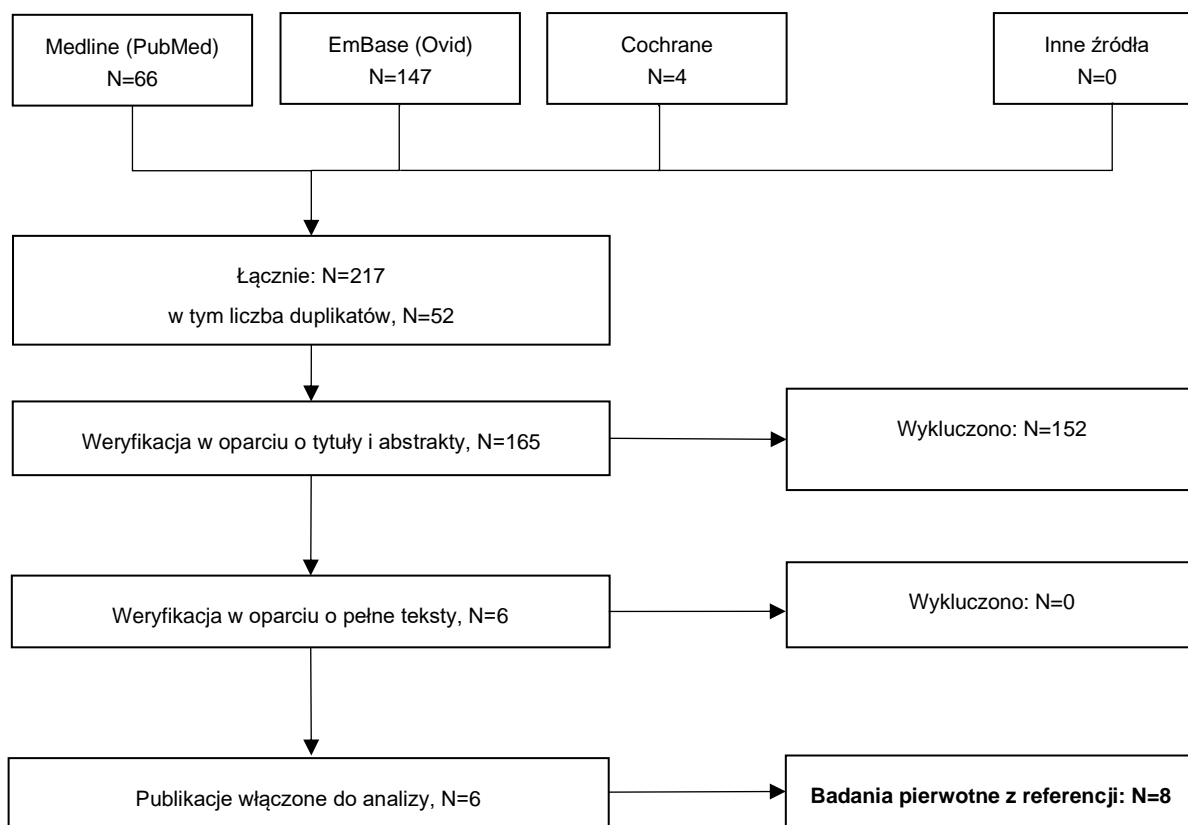 Medline (PubMed)
N=66
EmBase (Ovid)
N=147
Cochrane
N=4
Inne źródła
N=0
Łącznie: N=217
w tym liczba duplikatów, N=52
Weryfikacja w oparciu o tytuły i abstrakty, N=165
Wykluczono: N=152
Weryfikacja w oparciu o pełne teksty, N=6
Wykluczono: N=0
Publikacje włączone do analizy, N=6
Badania pierwotne z referencji: N=8